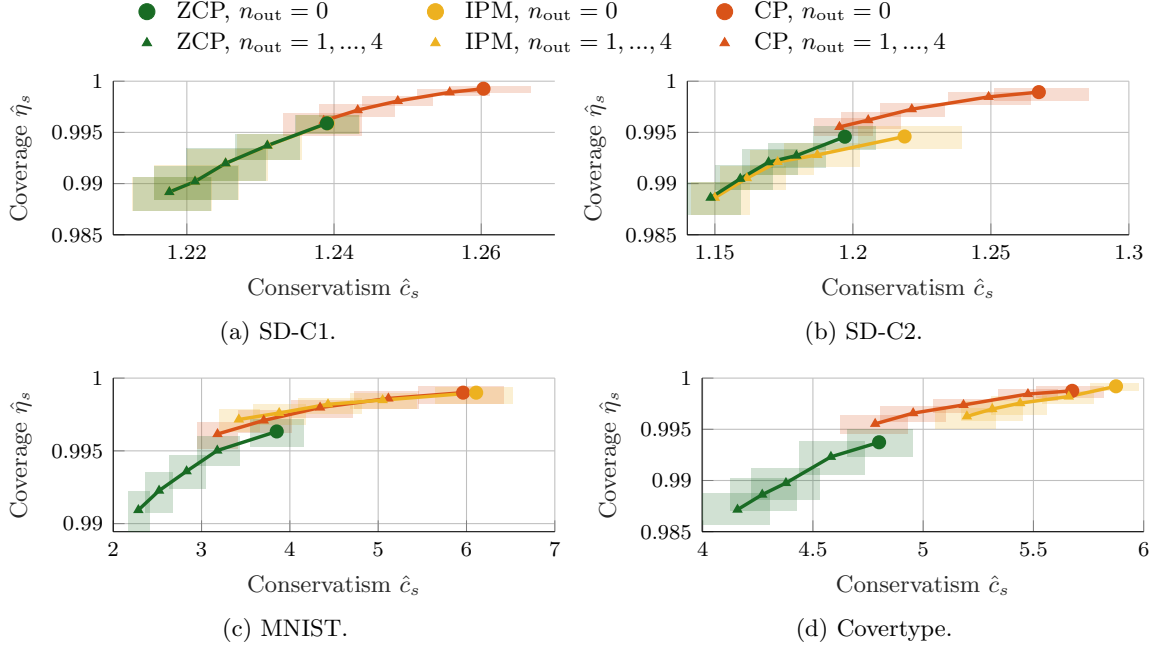 ZCP, n_out = 0 IPM, n_out = 0 CP, n_out = 0
ZCP, n_out = 1, ..., 4 IPM, n_out = 1, ..., 4 CP, n_out = 1, ..., 4
Coverage η̂_s
1
0.995
0.99
0.985
1.22 1.24 1.26
Conservatism ĉ_s
(a) SD-C1.
Coverage η̂_s
1
0.995
0.99
0.985
1.15 1.2 1.25 1.3
Conservatism ĉ_s
(b) SD-C2.
Coverage η̂_s
1
0.995
0.99
2 3 4 5 6 7
Conservatism ĉ_s
(c) MNIST.
Coverage η̂_s
1
0.995
0.99
0.985
4 4.5 5 5.5 6
Conservatism ĉ_s
(d) Covertype.